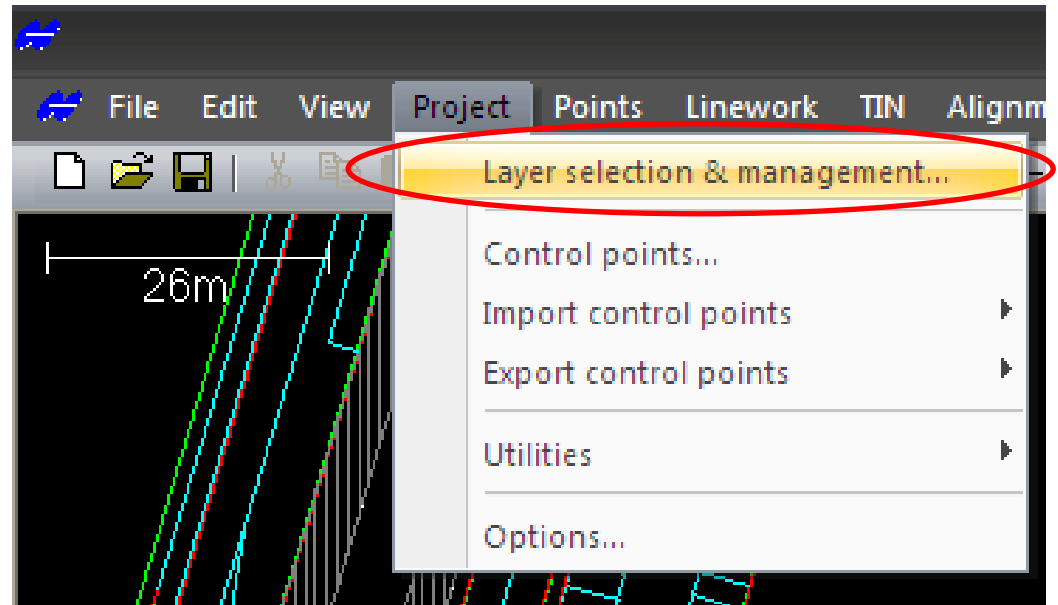 File Edit View Project Points Linework TIN Alignm
Layer selection & management...
26m
Control points...
Import control points
Export control points
Utilities
Options...